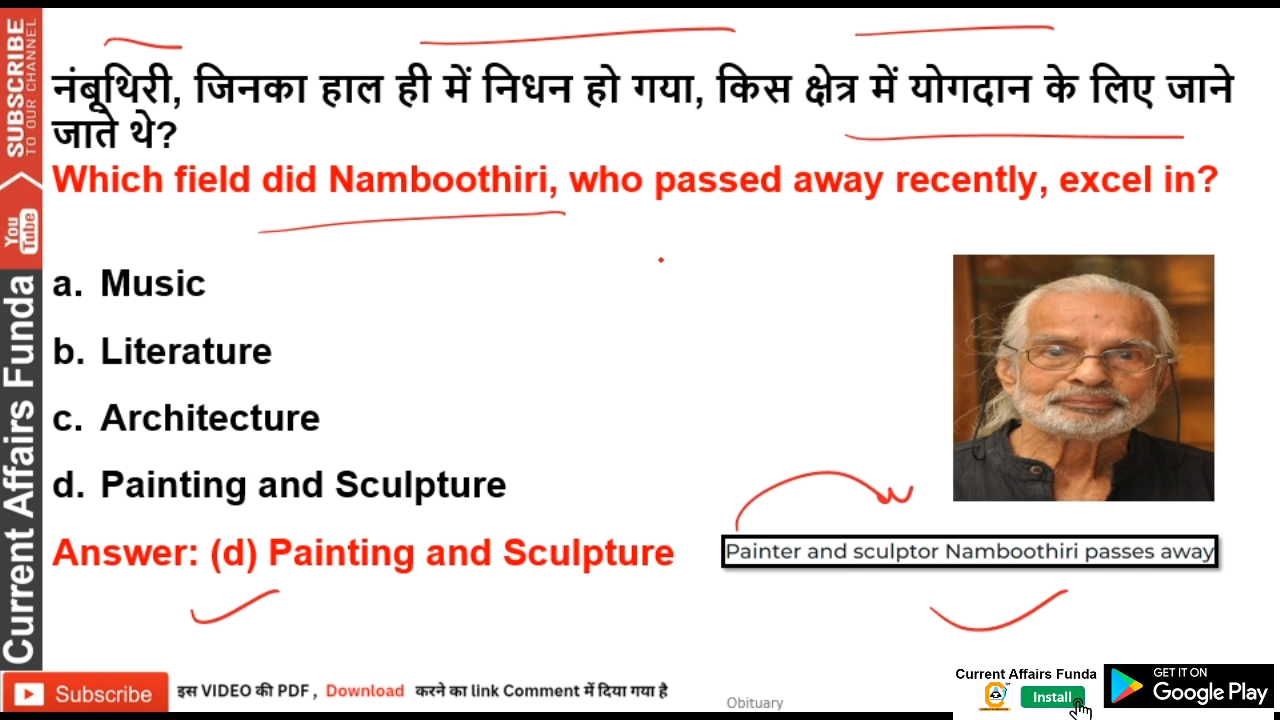 नंबूथिरी, जिनका हाल ही में निधन हो गया, किस क्षेत्र में योगदान के लिए जाने
जाते थे?
Which field did Namboothiri, who passed away recently, excel in?
a. Music
b. Literature
c. Architecture
d. Painting and Sculpture
Answer: (d) Painting and Sculpture
Painter and sculptor Namboothiri passes away
SUBSCRIBE
TO OUR CHANNEL
You
Tube
Current Affairs Funda
Subscribe
इस VIDEO की PDF , Download करने का link Comment में दिया गया है
Obituary
Current Affairs Funda
Install
GET IT ON
Google Play